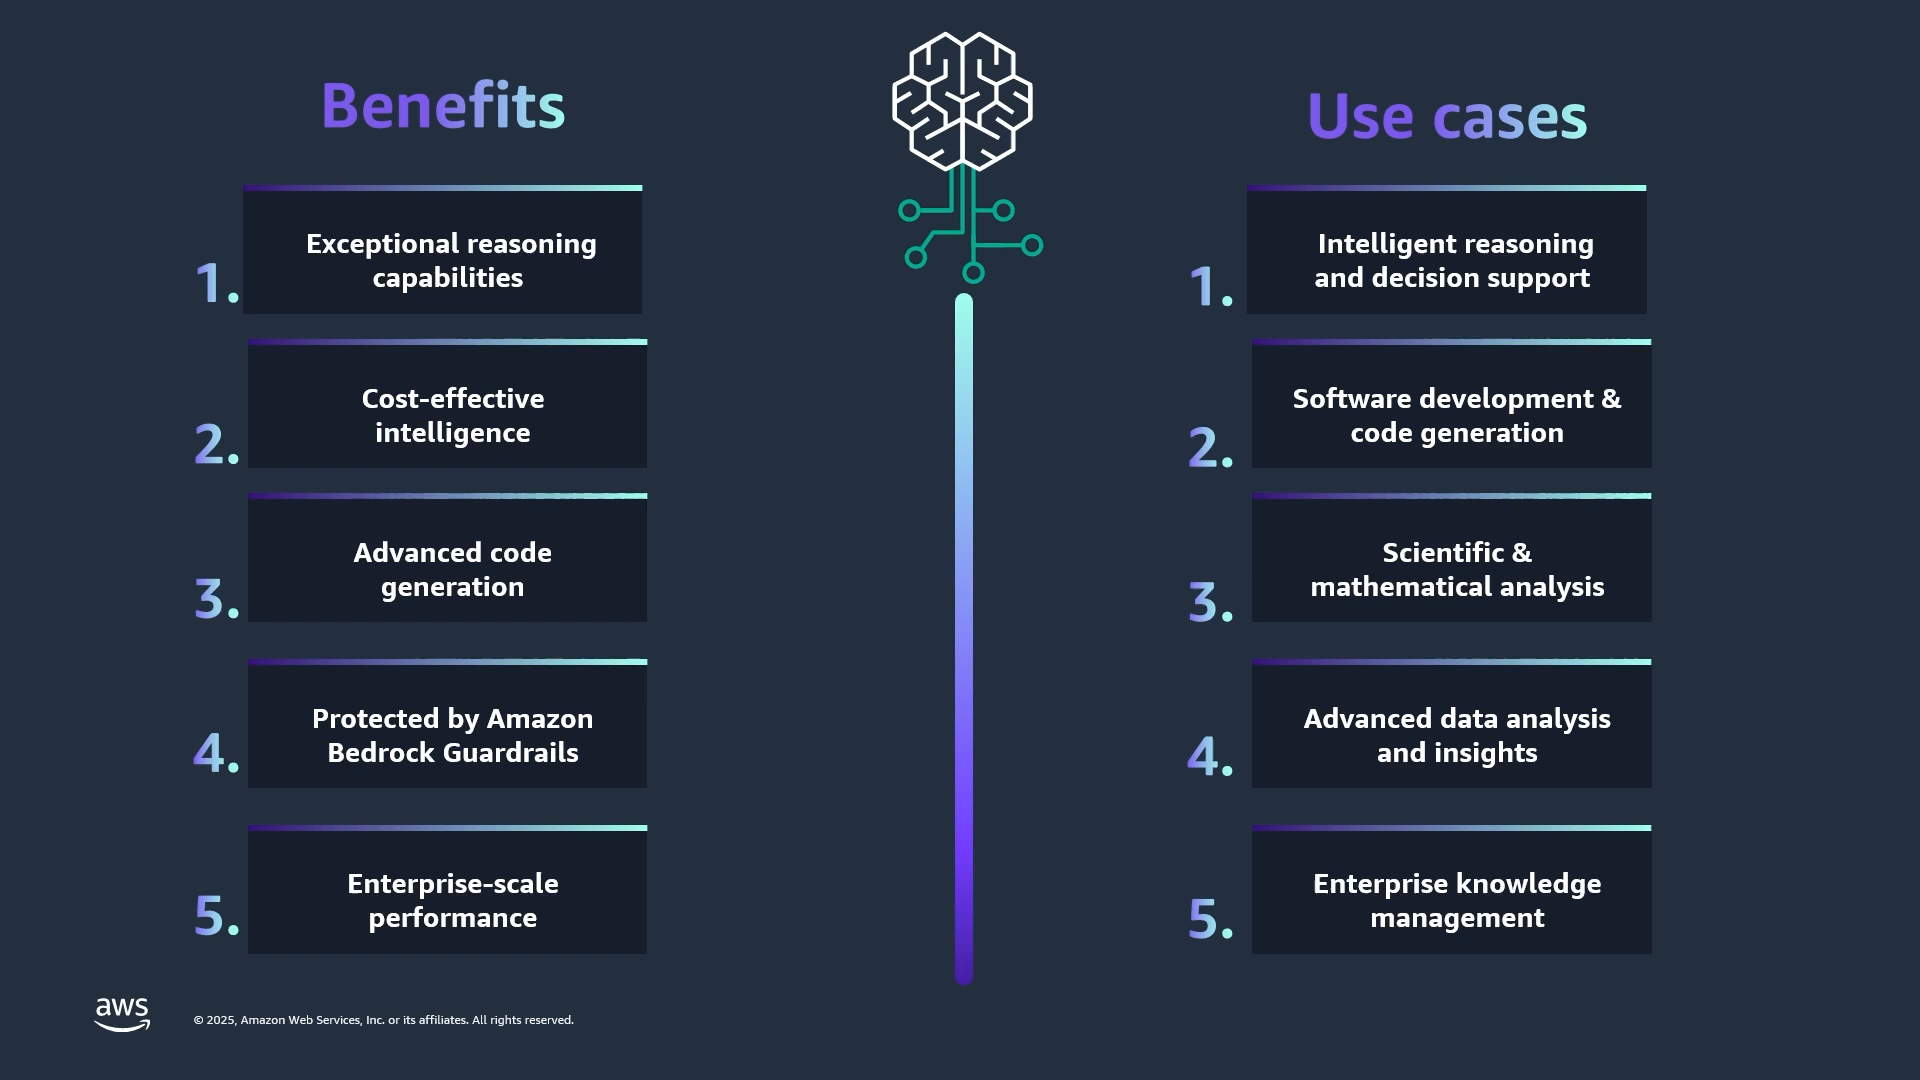 Benefits
1.
Exceptional reasoning
capabilities
2.
Cost-effective
intelligence
3.
Advanced code
generation
4.
Protected by Amazon
Bedrock Guardrails
5.
Enterprise-scale
performance
Use cases
1.
Intelligent reasoning
and decision support
2.
Software development &
code generation
3.
Scientific &
mathematical analysis
4.
Advanced data analysis
and insights
5.
Enterprise knowledge
management
aws
© 2025, Amazon Web Services, Inc. or its affiliates. All rights reserved.